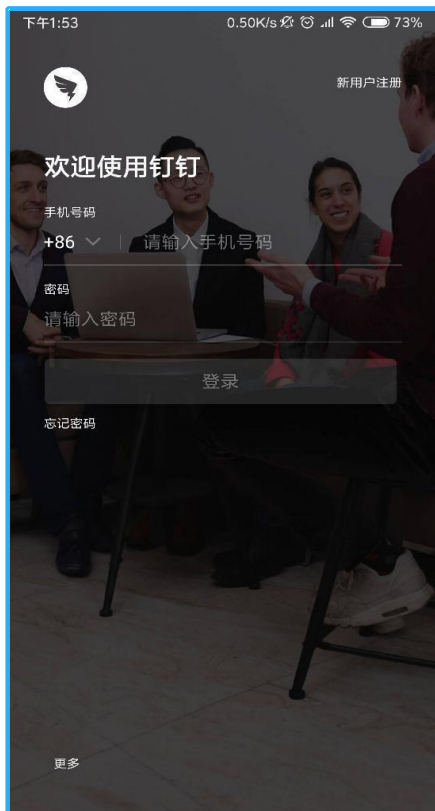 下午1:53 0.50K/s 73%
新用户注册
欢迎使用钉钉
手机号码
+86 请输入手机号码
密码
请输入密码
登录
忘记密码
更多